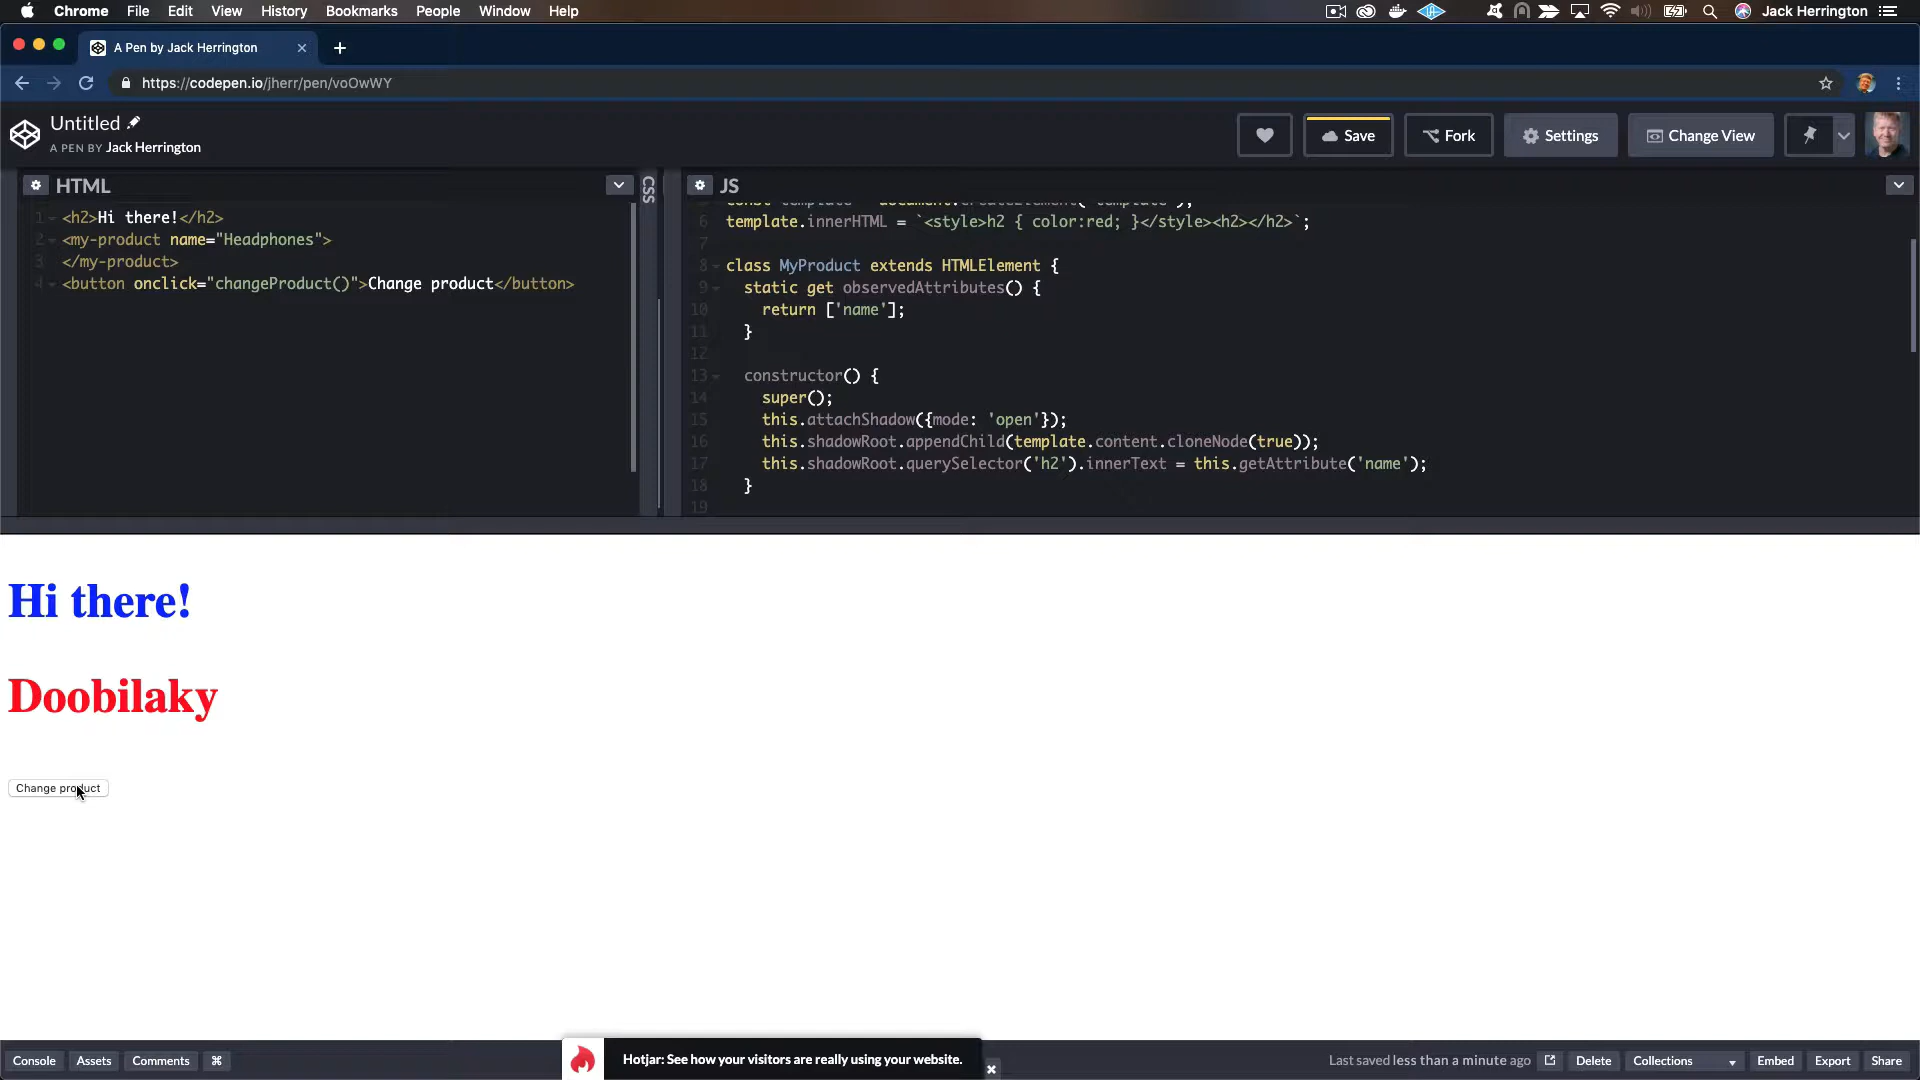 Chrome File Edit View History Bookmarks People Window Help Jack Herrington
A Pen by Jack Herrington
https://codepen.io/jherr/pen/voOwWY
Untitled
A PEN BY Jack Herrington
Save Fork Settings Change View
HTML
1 <h2>Hi there!</h2>
2 <my-product name="Headphones">
3 </my-product>
4 <button onclick="changeProduct()">Change product</button>
CSS
JS
6 template.innerHTML = `<style>h2 { color:red; }</style><h2></h2>`;
7
8 class MyProduct extends HTMLElement {
9 static get observedAttributes() {
10 return ['name'];
11 }
12
13 constructor() {
14 super();
15 this.attachShadow({mode: 'open'});
16 this.shadowRoot.appendChild(template.content.cloneNode(true));
17 this.shadowRoot.querySelector('h2').innerText = this.getAttribute('name');
18 }
19
Hi there!
Doobilaky
Change product
Console Assets Comments ⌘
Hotjar: See how your visitors are really using your website.
Last saved less than a minute ago Delete Collections Embed Export Share